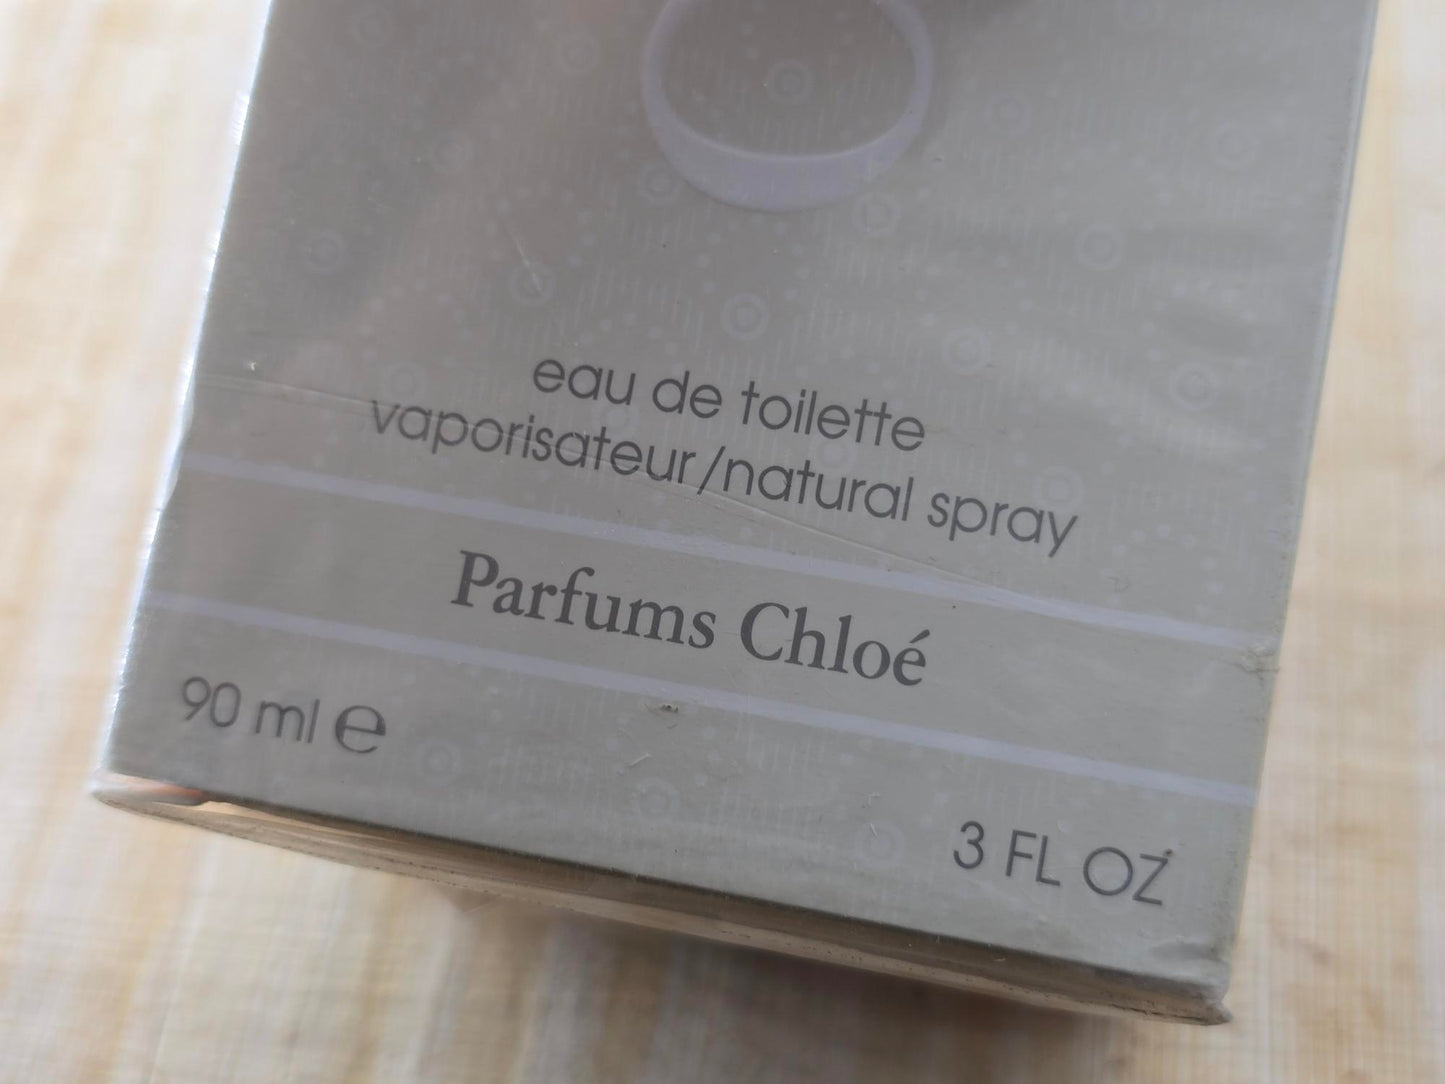 eau de toilette
vaporisateur/natural spray
Parfums Chloé
90 ml ℮
3 FL OZ